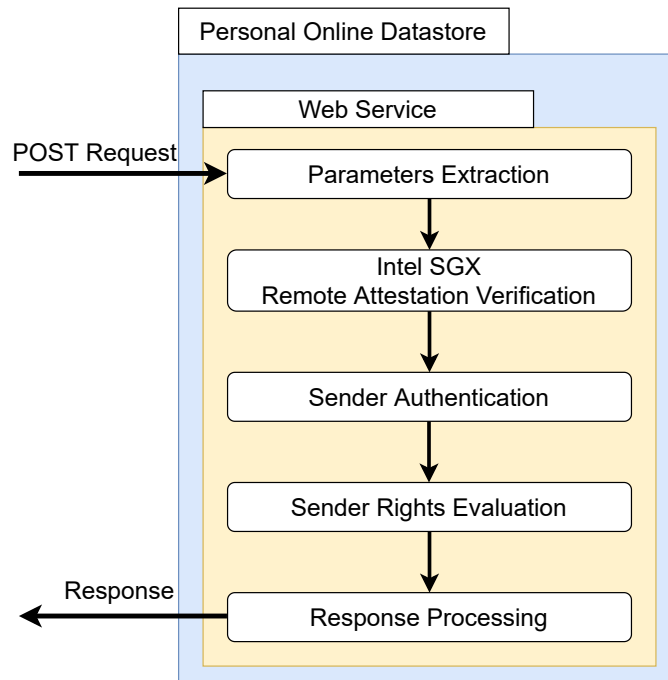 Personal Online Datastore
Web Service
POST Request
Parameters Extraction
Intel SGX
Remote Attestation Verification
Sender Authentication
Sender Rights Evaluation
Response
Response Processing